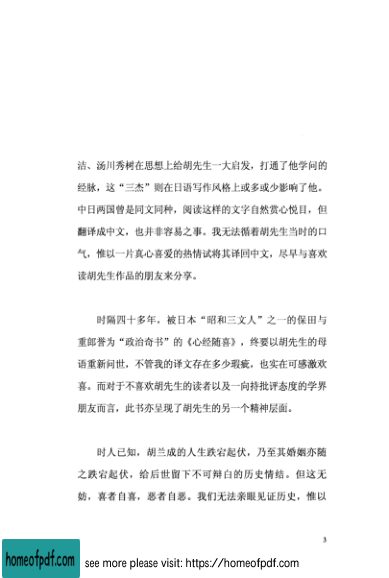 洁、汤川秀树在思想上给胡先生一大启发，打通了他学问的
经脉，这“三杰”则在日语写作风格上或多或少影响了他。
中日两国曾是同文同种，阅读这样的文字自然赏心悦目，但
翻译成中文，也并非容易之事。我无法循着胡先生当时的口
气，惟以一片真心喜爱的热情试将其译回中文，尽早与喜欢
读胡先生作品的朋友来分享。
时隔四十多年，被日本“昭和三文人”之一的保田与
重郎誉为“政治奇书”的《心经随喜》，终要以胡先生的母
语重新问世，不管我的译文存在多少瑕疵，也实在可感激欢
喜。而对于不喜欢胡先生的读者以及一向持批评态度的学界
朋友而言，此书亦呈现了胡先生的另一个精神层面。
时人已知，胡兰成的人生跌宕起伏，乃至其婚姻亦随
之跌宕起伏，给后世留下不可辩白的历史情结。但这无
妨，喜者自喜，恶者自恶。我们无法亲眼见证历史，惟以
3
homeofpdf.com
see more please visit: https://homeofpdf.com